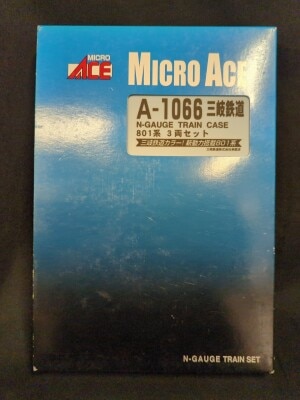 MICRO
ACE
MICRO ACE
A-1066 三岐鉄道
N-GAUGE TRAIN CASE
801系 3両セット
三岐鉄道カラー!新動力搭載801系
N-GAUGE TRAIN SET